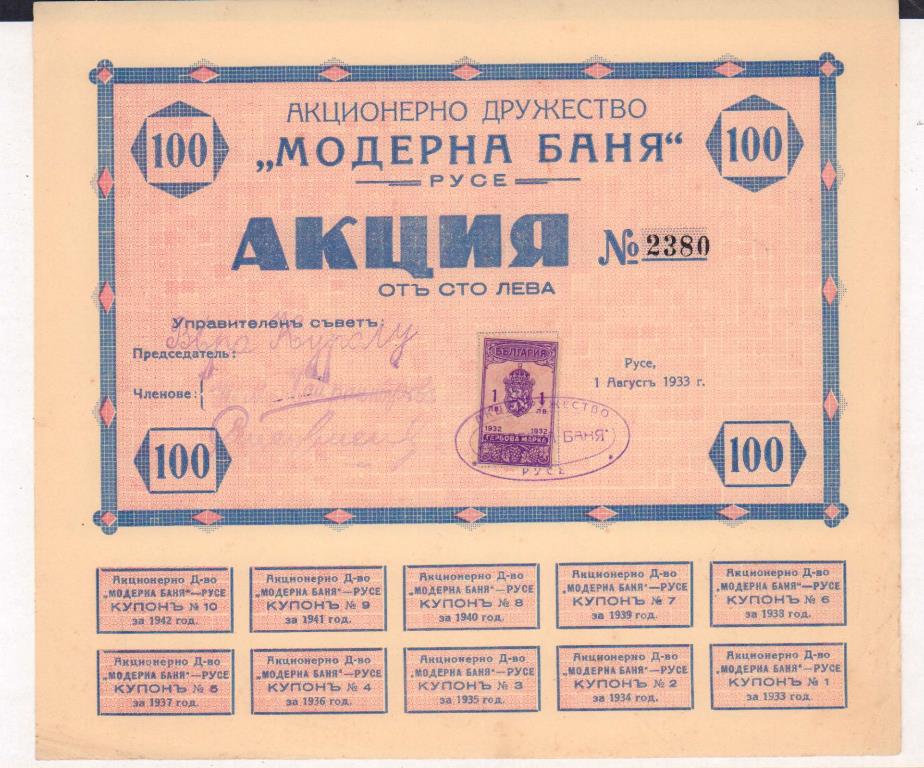 АКЦИОНЕРНО ДРУЖЕСТВО
100
„МОДЕРНА БАНЯ“
100
РУСЕ
АКЦИЯ
№ 2380
ОТЪ СТО ЛЕВА
Управителенъ съветъ:
Председатель:
Членове:
Русе,
1 Августъ 1933 г.
БЪЛГАРИЯ
1 1
ЛВ. ЛВ.
1932 1932
ГЕРБОВА МАРКА
ДРУЖЕСТВО
БАНЯ“
РУСЕ
100
100
Акционерно Д-во
„МОДЕРНА БАНЯ“—РУСЕ
КУПОНЪ № 10
за 1942 год.
Акционерно Д-во
„МОДЕРНА БАНЯ“—РУСЕ
КУПОНЪ № 9
за 1941 год.
Акционерно Д-во
„МОДЕРНА БАНЯ“—РУСЕ
КУПОНЪ № 8
за 1940 год.
Акционерно Д-во
„МОДЕРНА БАНЯ“—РУСЕ
КУПОНЪ № 7
за 1939 год.
Акционерно Д-во
„МОДЕРНА БАНЯ“—РУСЕ
КУПОНЪ № 6
за 1938 год.
Акционерно Д-во
„МОДЕРНА БАНЯ“—РУСЕ
КУПОНЪ № 5
за 1937 год.
Акционерно Д-во
„МОДЕРНА БАНЯ“—РУСЕ
КУПОНЪ № 4
за 1936 год.
Акционерно Д-во
„МОДЕРНА БАНЯ“—РУСЕ
КУПОНЪ № 3
за 1935 год.
Акционерно Д-во
„МОДЕРНА БАНЯ“—РУСЕ
КУПОНЪ № 2
за 1934 год.
Акционерно Д-во
„МОДЕРНА БАНЯ“—РУСЕ
КУПОНЪ № 1
за 1933 год.